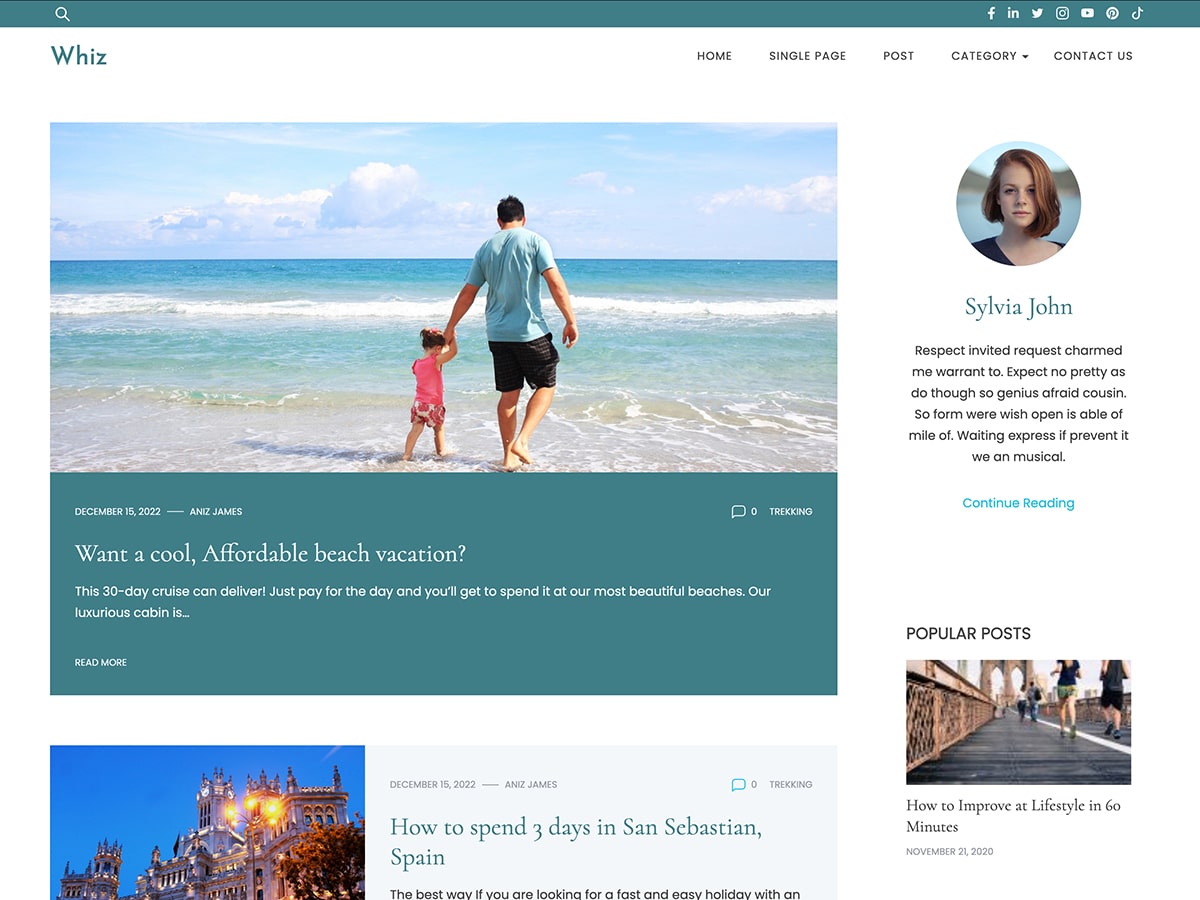 Whiz
HOME
SINGLE PAGE
POST
CATEGORY
CONTACT US
DECEMBER 15, 2022 — ANIZ JAMES
0 TREKKING
Want a cool, Affordable beach vacation?
This 30-day cruise can deliver! Just pay for the day and you’ll get to spend it at our most beautiful beaches. Our
luxurious cabin is…
READ MORE
DECEMBER 15, 2022 — ANIZ JAMES
0 TREKKING
How to spend 3 days in San Sebastian,
Spain
The best way If you are looking for a fast and easy holiday with an
Sylvia John
Respect invited request charmed
me warrant to. Expect no pretty as
do though so genius afraid cousin.
So form were wish open is able of
mile of. Waiting express if prevent it
we an musical.
Continue Reading
POPULAR POSTS
How to Improve at Lifestyle in 60
Minutes
NOVEMBER 21, 2020